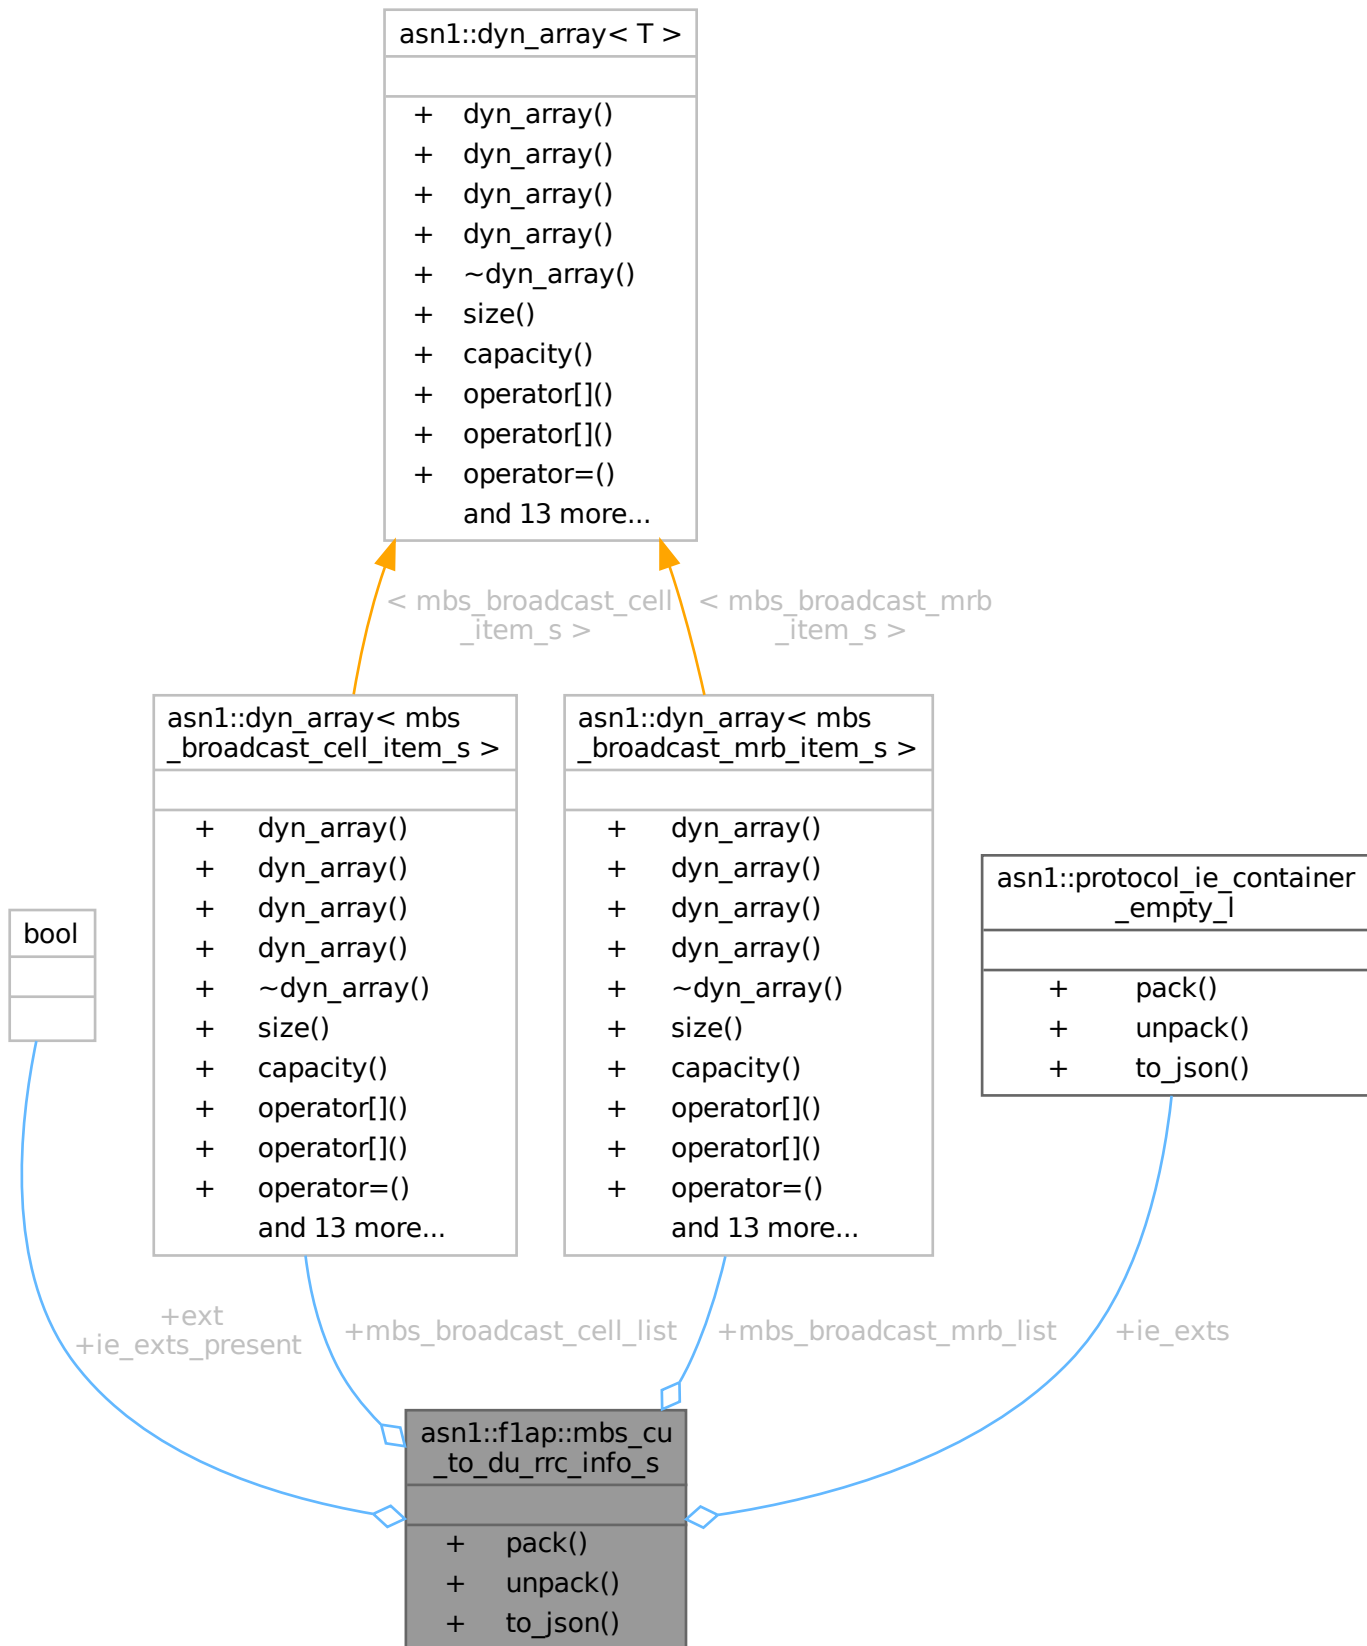 asn1::dyn_array< T >
+ dyn_array()
+ dyn_array()
+ dyn_array()
+ dyn_array()
+ ~dyn_array()
+ size()
+ capacity()
+ operator[]()
+ operator[]()
+ operator=()
and 13 more...
< mbs_broadcast_cell
_item_s >
< mbs_broadcast_mrb
_item_s >
asn1::dyn_array< mbs
_broadcast_cell_item_s >
+ dyn_array()
+ dyn_array()
+ dyn_array()
+ dyn_array()
+ ~dyn_array()
+ size()
+ capacity()
+ operator[]()
+ operator[]()
+ operator=()
and 13 more...
asn1::dyn_array< mbs
_broadcast_mrb_item_s >
+ dyn_array()
+ dyn_array()
+ dyn_array()
+ dyn_array()
+ ~dyn_array()
+ size()
+ capacity()
+ operator[]()
+ operator[]()
+ operator=()
and 13 more...
asn1::protocol_ie_container
_empty_l
+ pack()
+ unpack()
+ to_json()
bool
+ext
+ie_exts_present
+mbs_broadcast_cell_list
+mbs_broadcast_mrb_list
+ie_exts
asn1::f1ap::mbs_cu
_to_du_rrc_info_s
+ pack()
+ unpack()
+ to_json()